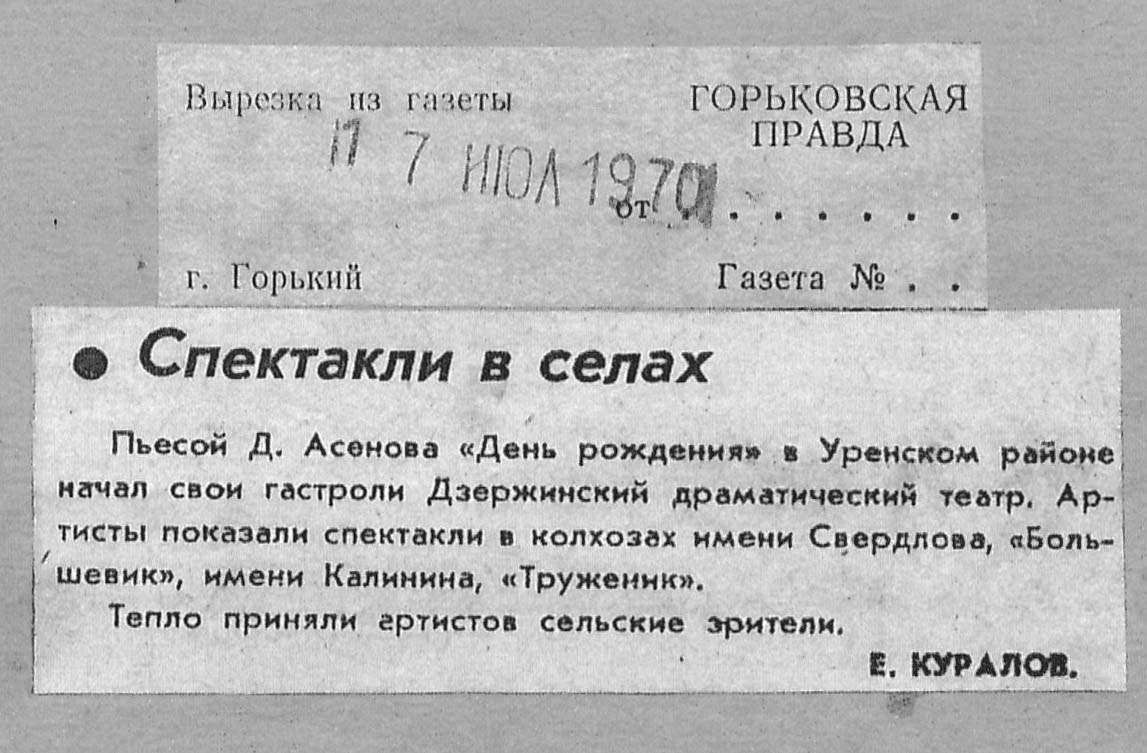 Вырезка из газеты ГОРЬКОВСКАЯ
ПРАВДА
7 ИЮЛ 1970
от . . . . . . .
г. Горький Газета № . .
● Спектакли в селах
Пьесой Д. Асенова «День рождения» в Уренском районе
начал свои гастроли Дзержинский драматический театр. Ар-
тисты показали спектакли в колхозах имени Свердлова, «Боль-
шевик», имени Калинина, «Труженик».
Тепло приняли артистов сельские зрители.
Е. КУРАЛОВ.